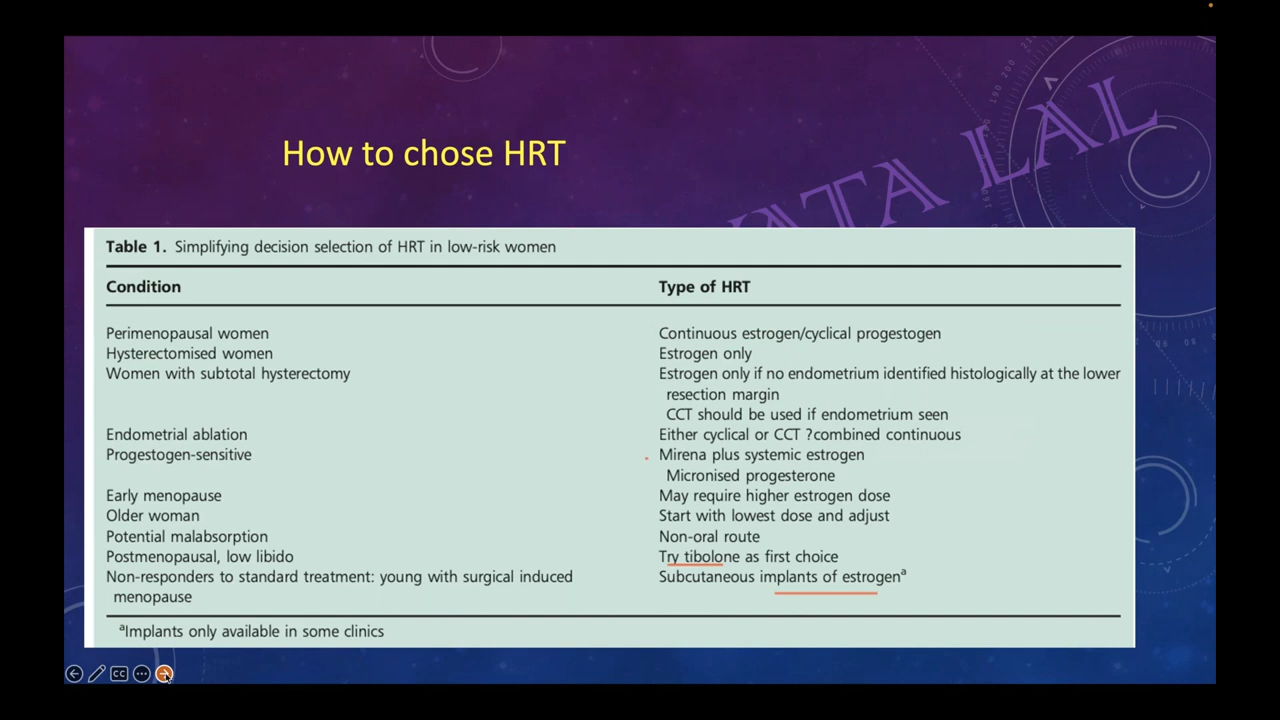 LAL
How to chose HRT
Table 1. Simplifying decision selection of HRT in low-risk women
Condition Type of HRT
Perimenopausal women Continuous estrogen/cyclical progestogen
Hysterectomised women Estrogen only
Women with subtotal hysterectomy Estrogen only if no endometrium identified histologically at the lower
resection margin
CCT should be used if endometrium seen
Endometrial ablation Either cyclical or CCT ?combined continuous
Progestogen-sensitive Mirena plus systemic estrogen
Micronised progesterone
Early menopause May require higher estrogen dose
Older woman Start with lowest dose and adjust
Potential malabsorption Non-oral route
Postmenopausal, low libido Try tibolone as first choice
Non-responders to standard treatment: young with surgical induced Subcutaneous implants of estrogenᵃ
menopause
ᵃImplants only available in some clinics
CC